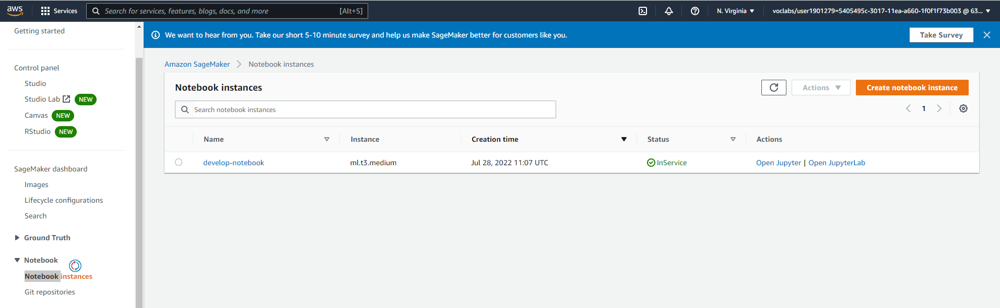 aws
Services
Search for services, features, blogs, docs, and more [Alt+S]
N. Virginia
voclabs/user1901279=5405495c-3017-11ea-a660-1f0f1f73b003 @ 63...
Getting started
Control panel
Studio
Studio Lab NEW
Canvas NEW
RStudio NEW
SageMaker dashboard
Images
Lifecycle configurations
Search
Ground Truth
Notebook
Notebook instances
Git repositories
We want to hear from you. Take our short 5-10 minute survey and help us make SageMaker better for customers like you.
Take Survey
Amazon SageMaker > Notebook instances
Notebook instances
Actions
Create notebook instance
Search notebook instances
1
Name Instance Creation time Status Actions
develop-notebook ml.t3.medium Jul 28, 2022 11:07 UTC InService Open Jupyter | Open JupyterLab